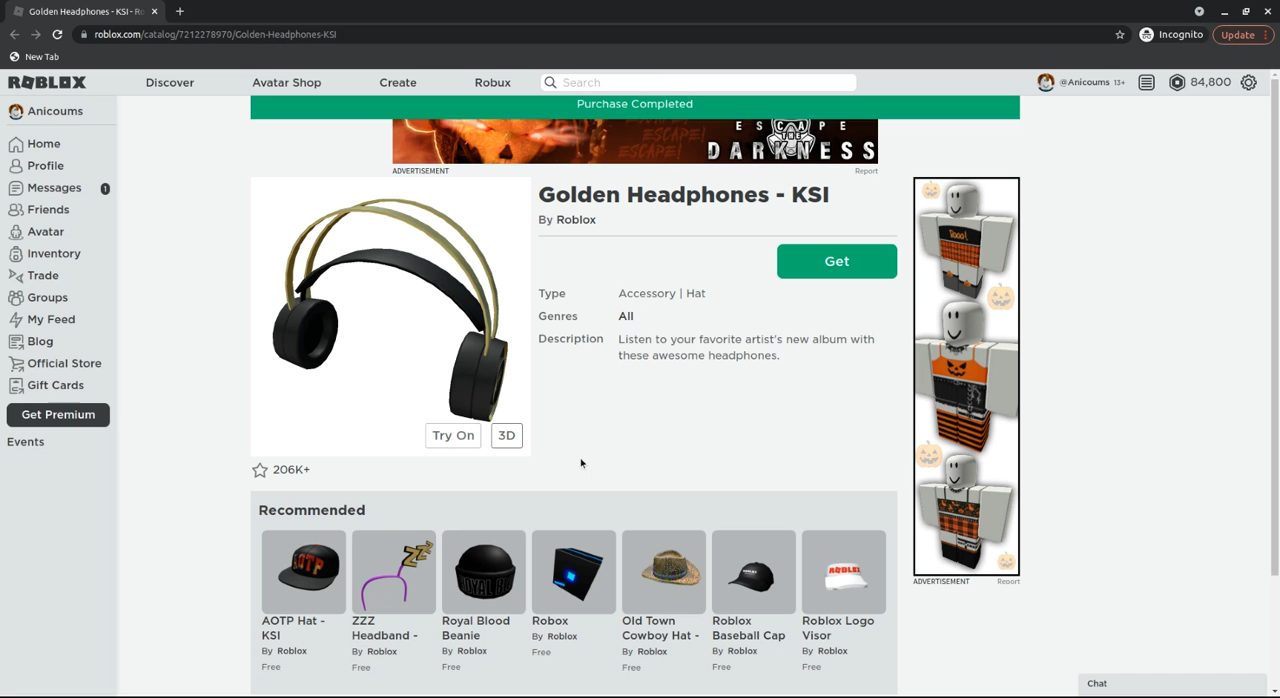 Golden Headphones - KSI - Ro
roblox.com/catalog/7212278970/Golden-Headphones-KSI
Incognito
Update
New Tab
ROBLOX
Discover
Avatar Shop
Create
Robux
Search
@Anicoums 13+
84,800
Anicoums
Home
Profile
Messages 1
Friends
Avatar
Inventory
Trade
Groups
My Feed
Blog
Official Store
Gift Cards
Get Premium
Events
Purchase Completed
ESCAPE!
ESCAPE THE
DARKNESS
ADVERTISEMENT
Report
Golden Headphones - KSI
By Roblox
Get
Type Accessory | Hat
Genres All
Description Listen to your favorite artist's new album with
these awesome headphones.
Try On
3D
206K+
Recommended
AOTP
AOTP Hat -
KSI
By Roblox
Free
ZZZ
ZZZ
Headband -
By Roblox
Free
ROYAL
Royal Blood
Beanie
By Roblox
Free
Robox
By Roblox
Free
Old Town
Cowboy Hat -
By Roblox
Free
Roblox
Baseball Cap
By Roblox
Free
ROBLOX
Roblox Logo
Visor
By Roblox
Free
ADVERTISEMENT
Report
Chat